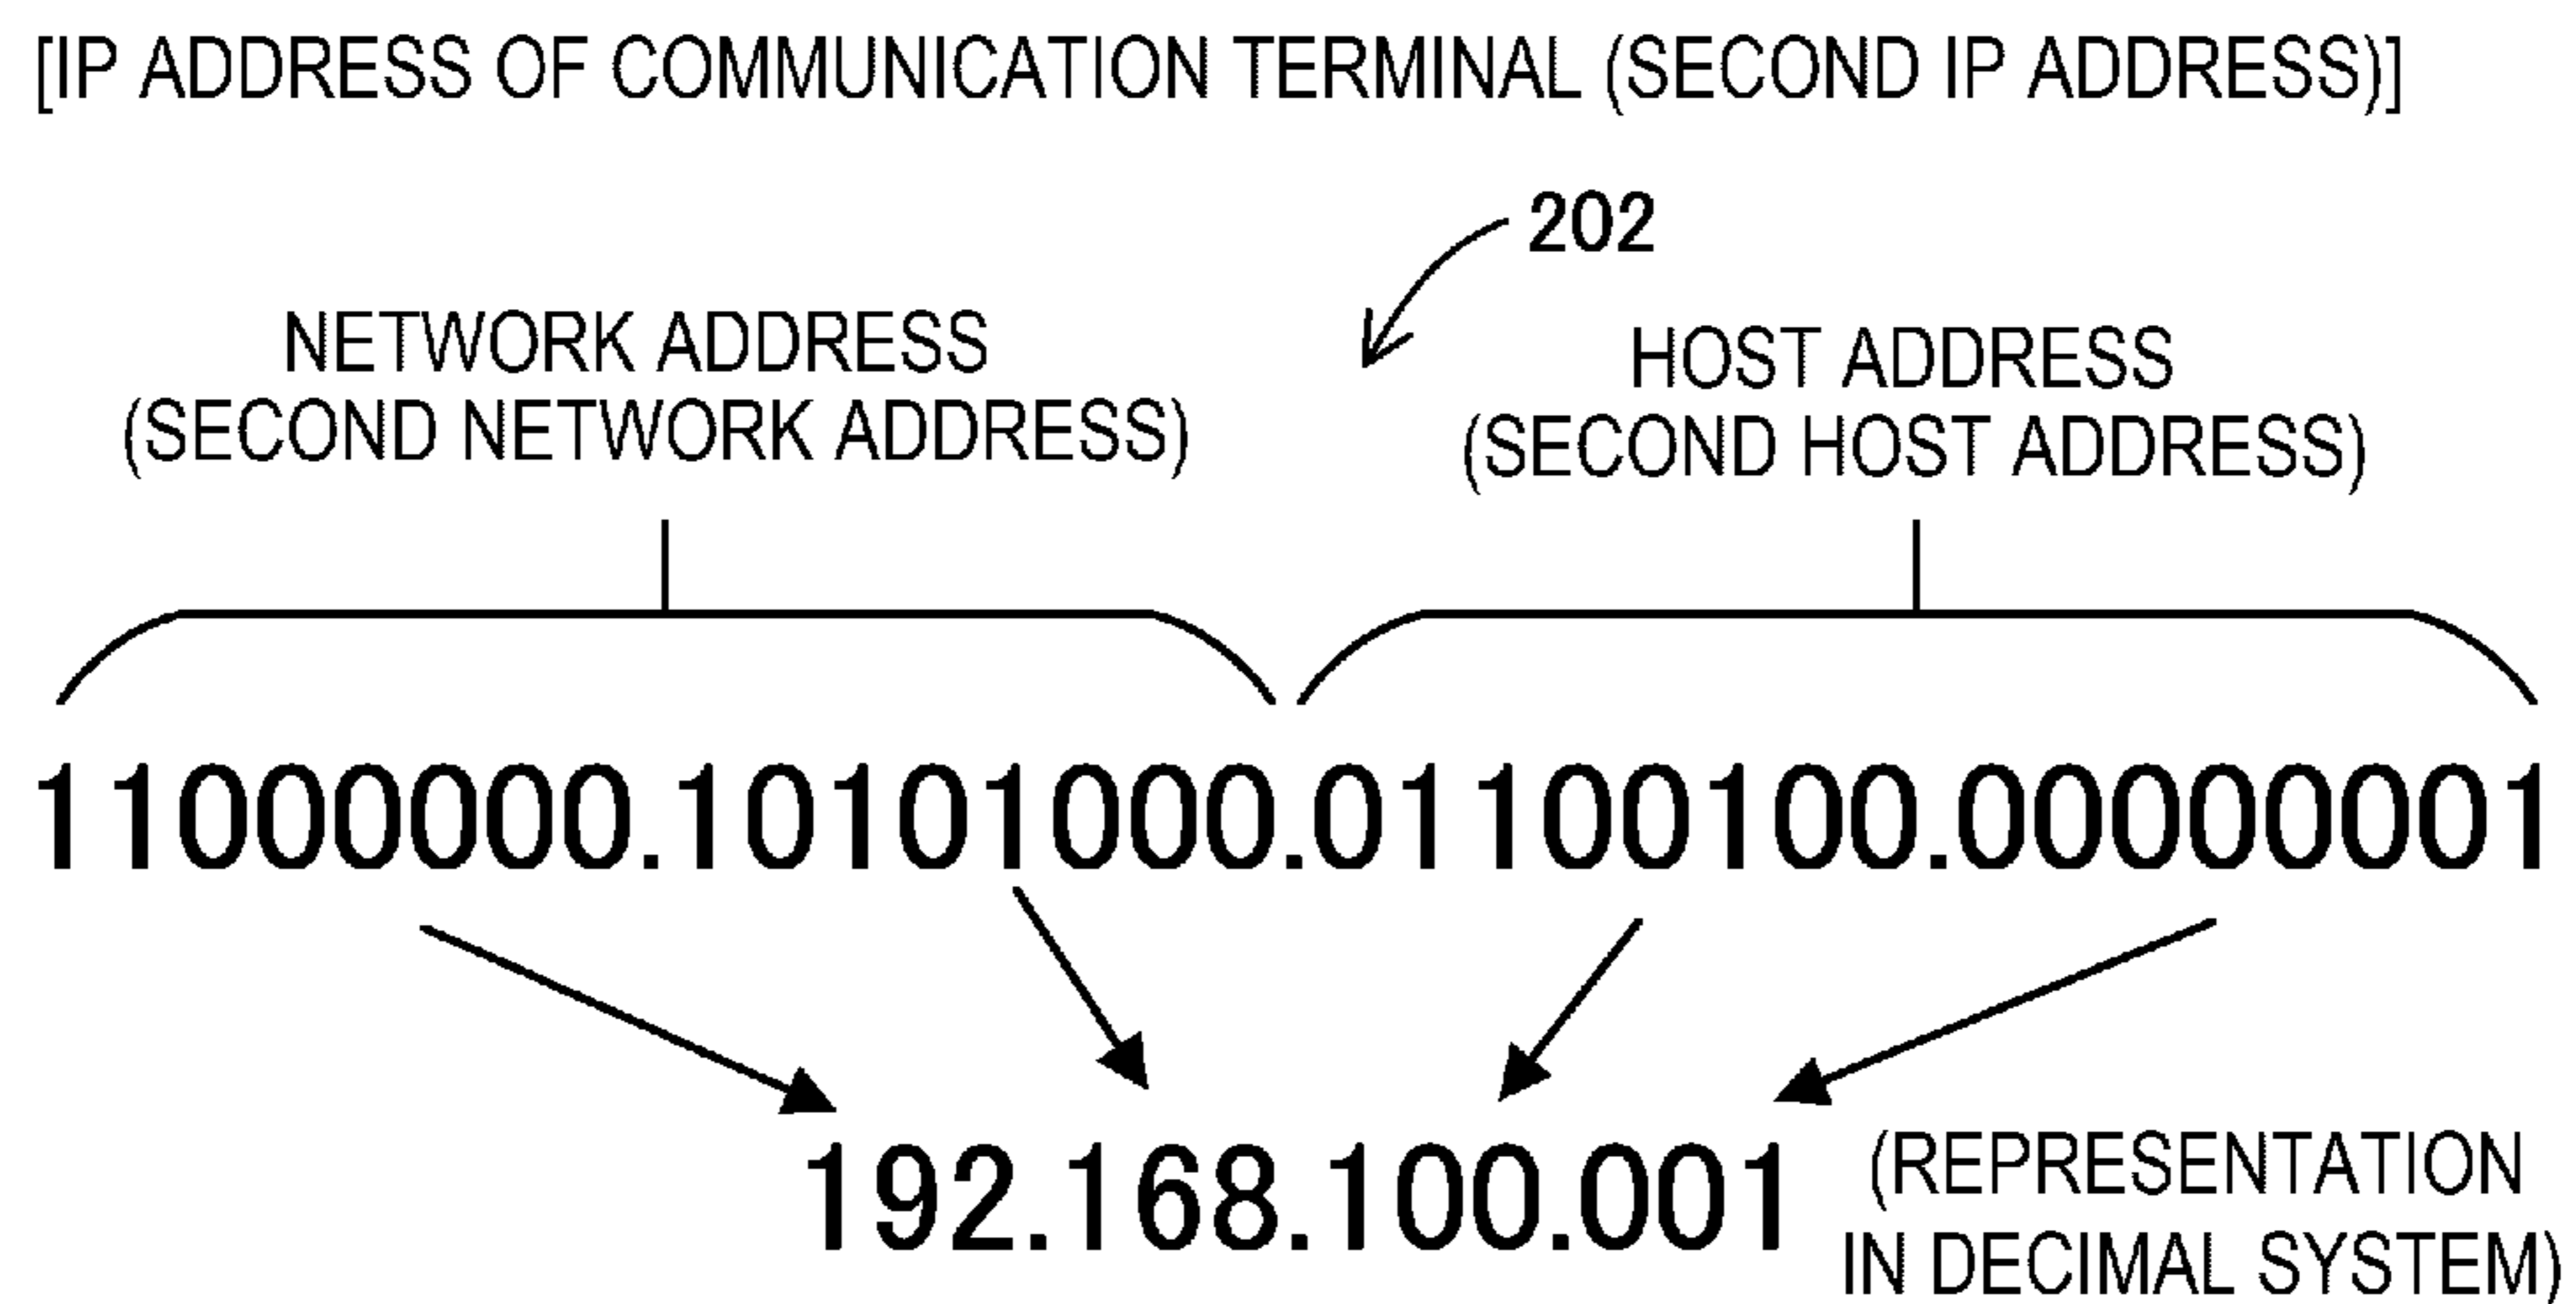 [IP ADDRESS OF COMMUNICATION TERMINAL (SECOND IP ADDRESS)]
202
NETWORK ADDRESS
(SECOND NETWORK ADDRESS)
HOST ADDRESS
(SECOND HOST ADDRESS)
11000000.10101000.01100100.00000001
192.168.100.001
(REPRESENTATION
IN DECIMAL SYSTEM)